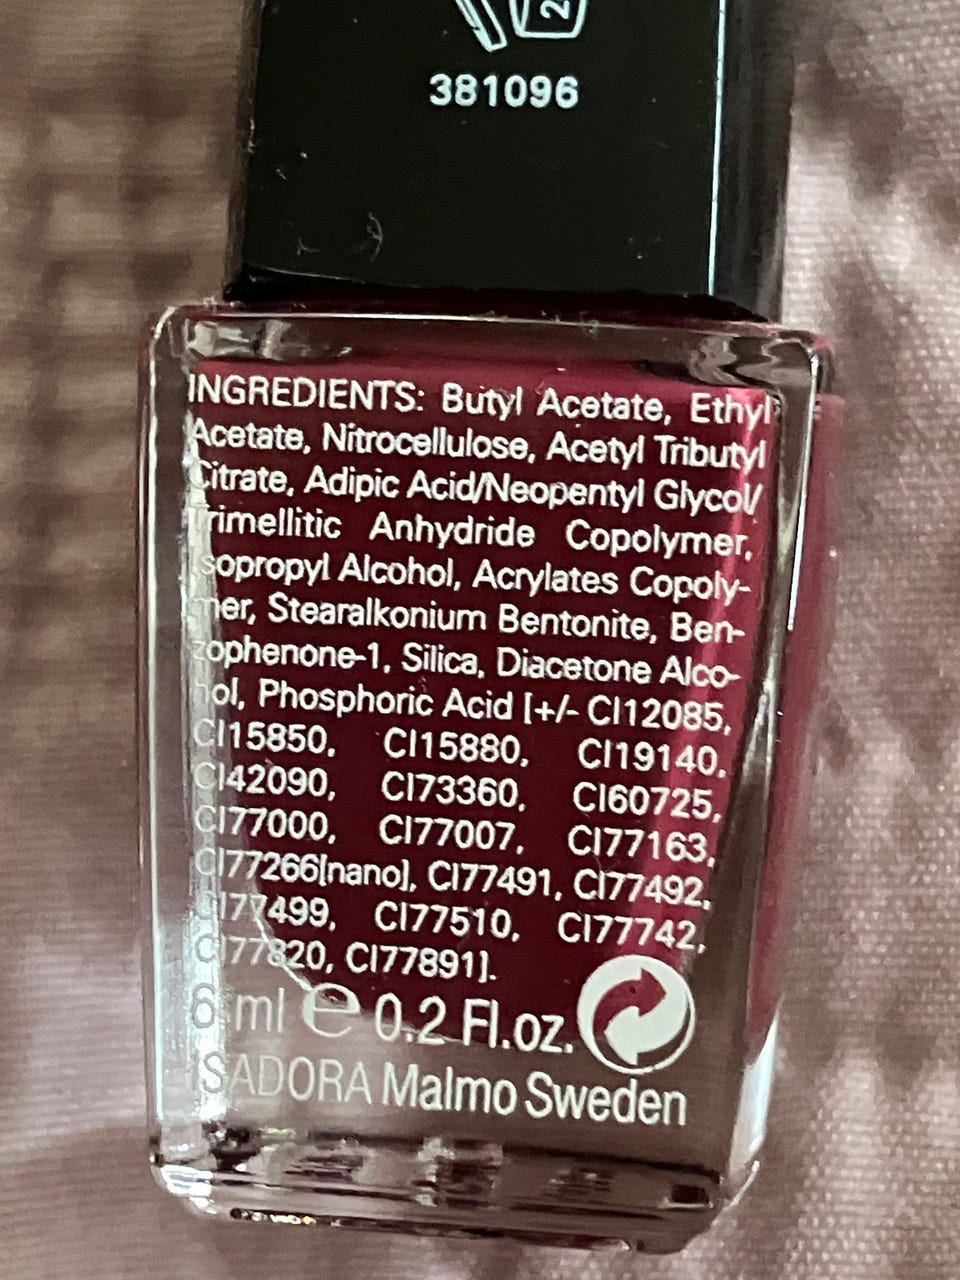 2
381096
INGREDIENTS: Butyl Acetate, Ethyl
Acetate, Nitrocellulose, Acetyl Tributyl
Citrate, Adipic Acid/Neopentyl Glycol/
Trimellitic Anhydride Copolymer,
Isopropyl Alcohol, Acrylates Copoly-
mer, Stearalkonium Bentonite, Ben-
zophenone-1, Silica, Diacetone Alco-
hol, Phosphoric Acid [+/- CI12085,
CI15850, CI15880, CI19140,
CI42090, CI73360, CI60725,
CI77000, CI77007, CI77163,
CI77266[nano], CI77491, CI77492,
CI77499, CI77510, CI77742,
CI77820, CI77891].
6 ml e 0.2 Fl.oz.
ISADORA Malmo Sweden